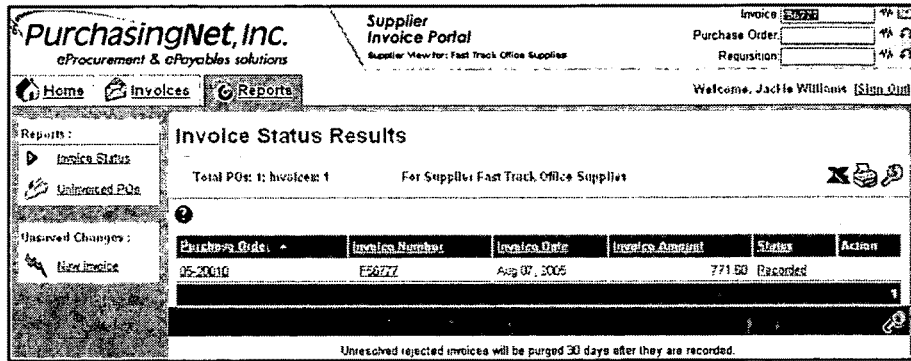 PurchasingNet, Inc.
eProcurement & ePayables solutions
Supplier
Invoice Portal
Supplier View for: Fast Track Office Supplies
Invoice
Purchase Order:
Requisition:
Home Invoices Reports
Welcome, Jackie Williams [Sign Out]
Reports:
Invoice Status
Uninvoiced POs
Unsaved Changes:
New Invoice
Invoice Status Results
Total POs: 1; Invoices: 1 For Supplier Fast Track Office Supplies
Purchase Order Invoice Number Invoice Date Invoice Amount Status Action
05-20010 F56777 Aug 07, 2005 771.60 Recorded
1
Unresolved rejected invoices will be purged 30 days after they are recorded.